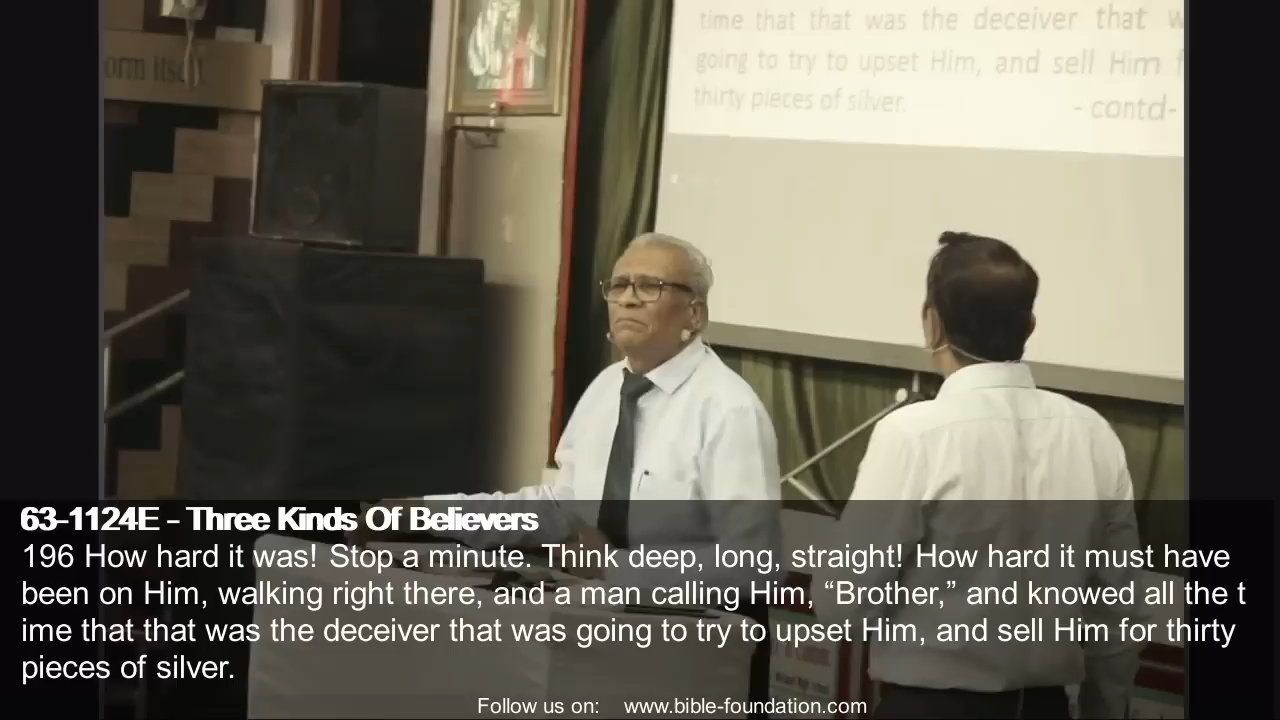 orm itself
time that that was the deceiver that w
going to try to upset Him, and sell Him f
thirty pieces of silver.
- contd-
63-1124E - Three Kinds Of Believers
196 How hard it was! Stop a minute. Think deep, long, straight! How hard it must have
been on Him, walking right there, and a man calling Him, “Brother,” and knowed all the t
ime that that was the deceiver that was going to try to upset Him, and sell Him for thirty
pieces of silver.
Follow us on: www.bible-foundation.com